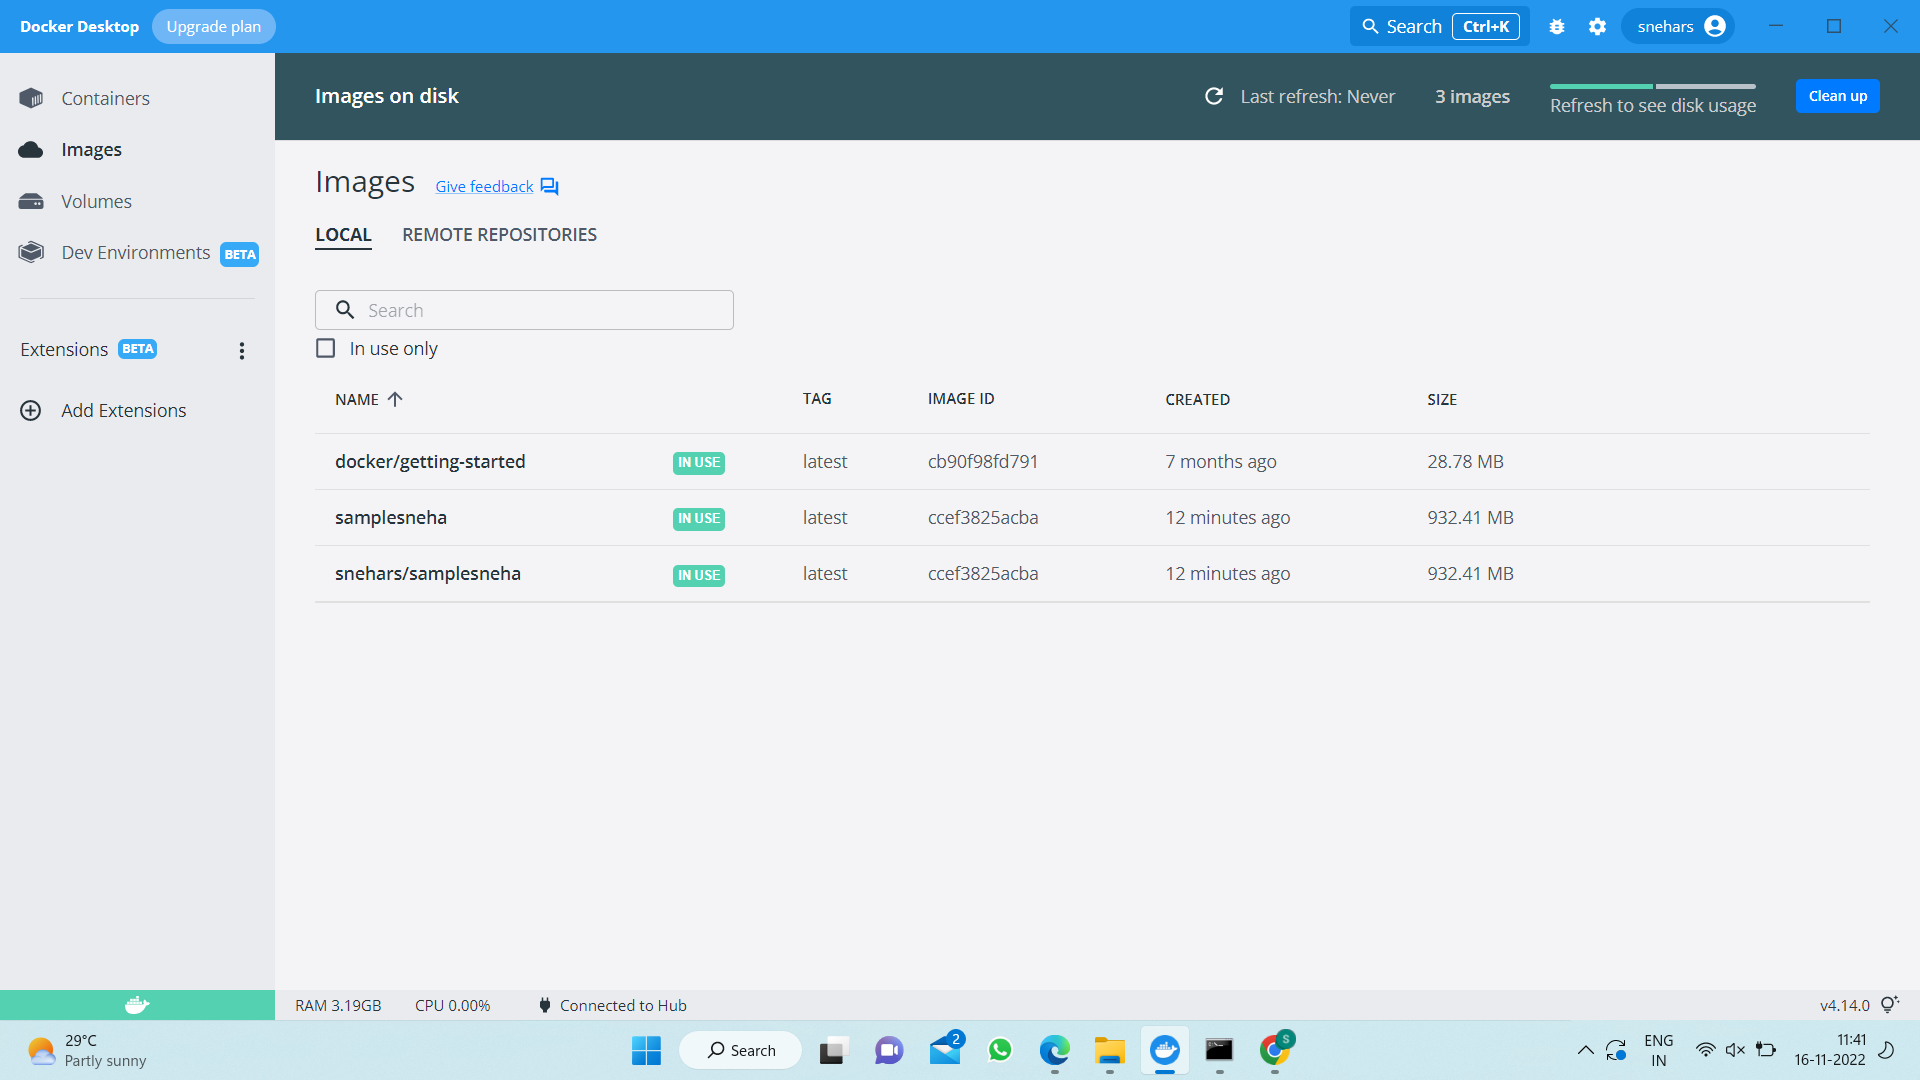 Docker Desktop Upgrade plan Search Ctrl+K snehars
Containers
Images
Volumes
Dev Environments BETA
Extensions BETA
Add Extensions
Images on disk Last refresh: Never 3 images Refresh to see disk usage Clean up
Images Give feedback
LOCAL REMOTE REPOSITORIES
Search
In use only
NAME TAG IMAGE ID CREATED SIZE
docker/getting-started IN USE latest cb90f98fd791 7 months ago 28.78 MB
samplesneha IN USE latest ccef3825acba 12 minutes ago 932.41 MB
snehars/samplesneha IN USE latest ccef3825acba 12 minutes ago 932.41 MB
RAM 3.19GB CPU 0.00% Connected to Hub v4.14.0
29°C
Partly sunny
Search
2
S
ENG
IN
11:41
16-11-2022